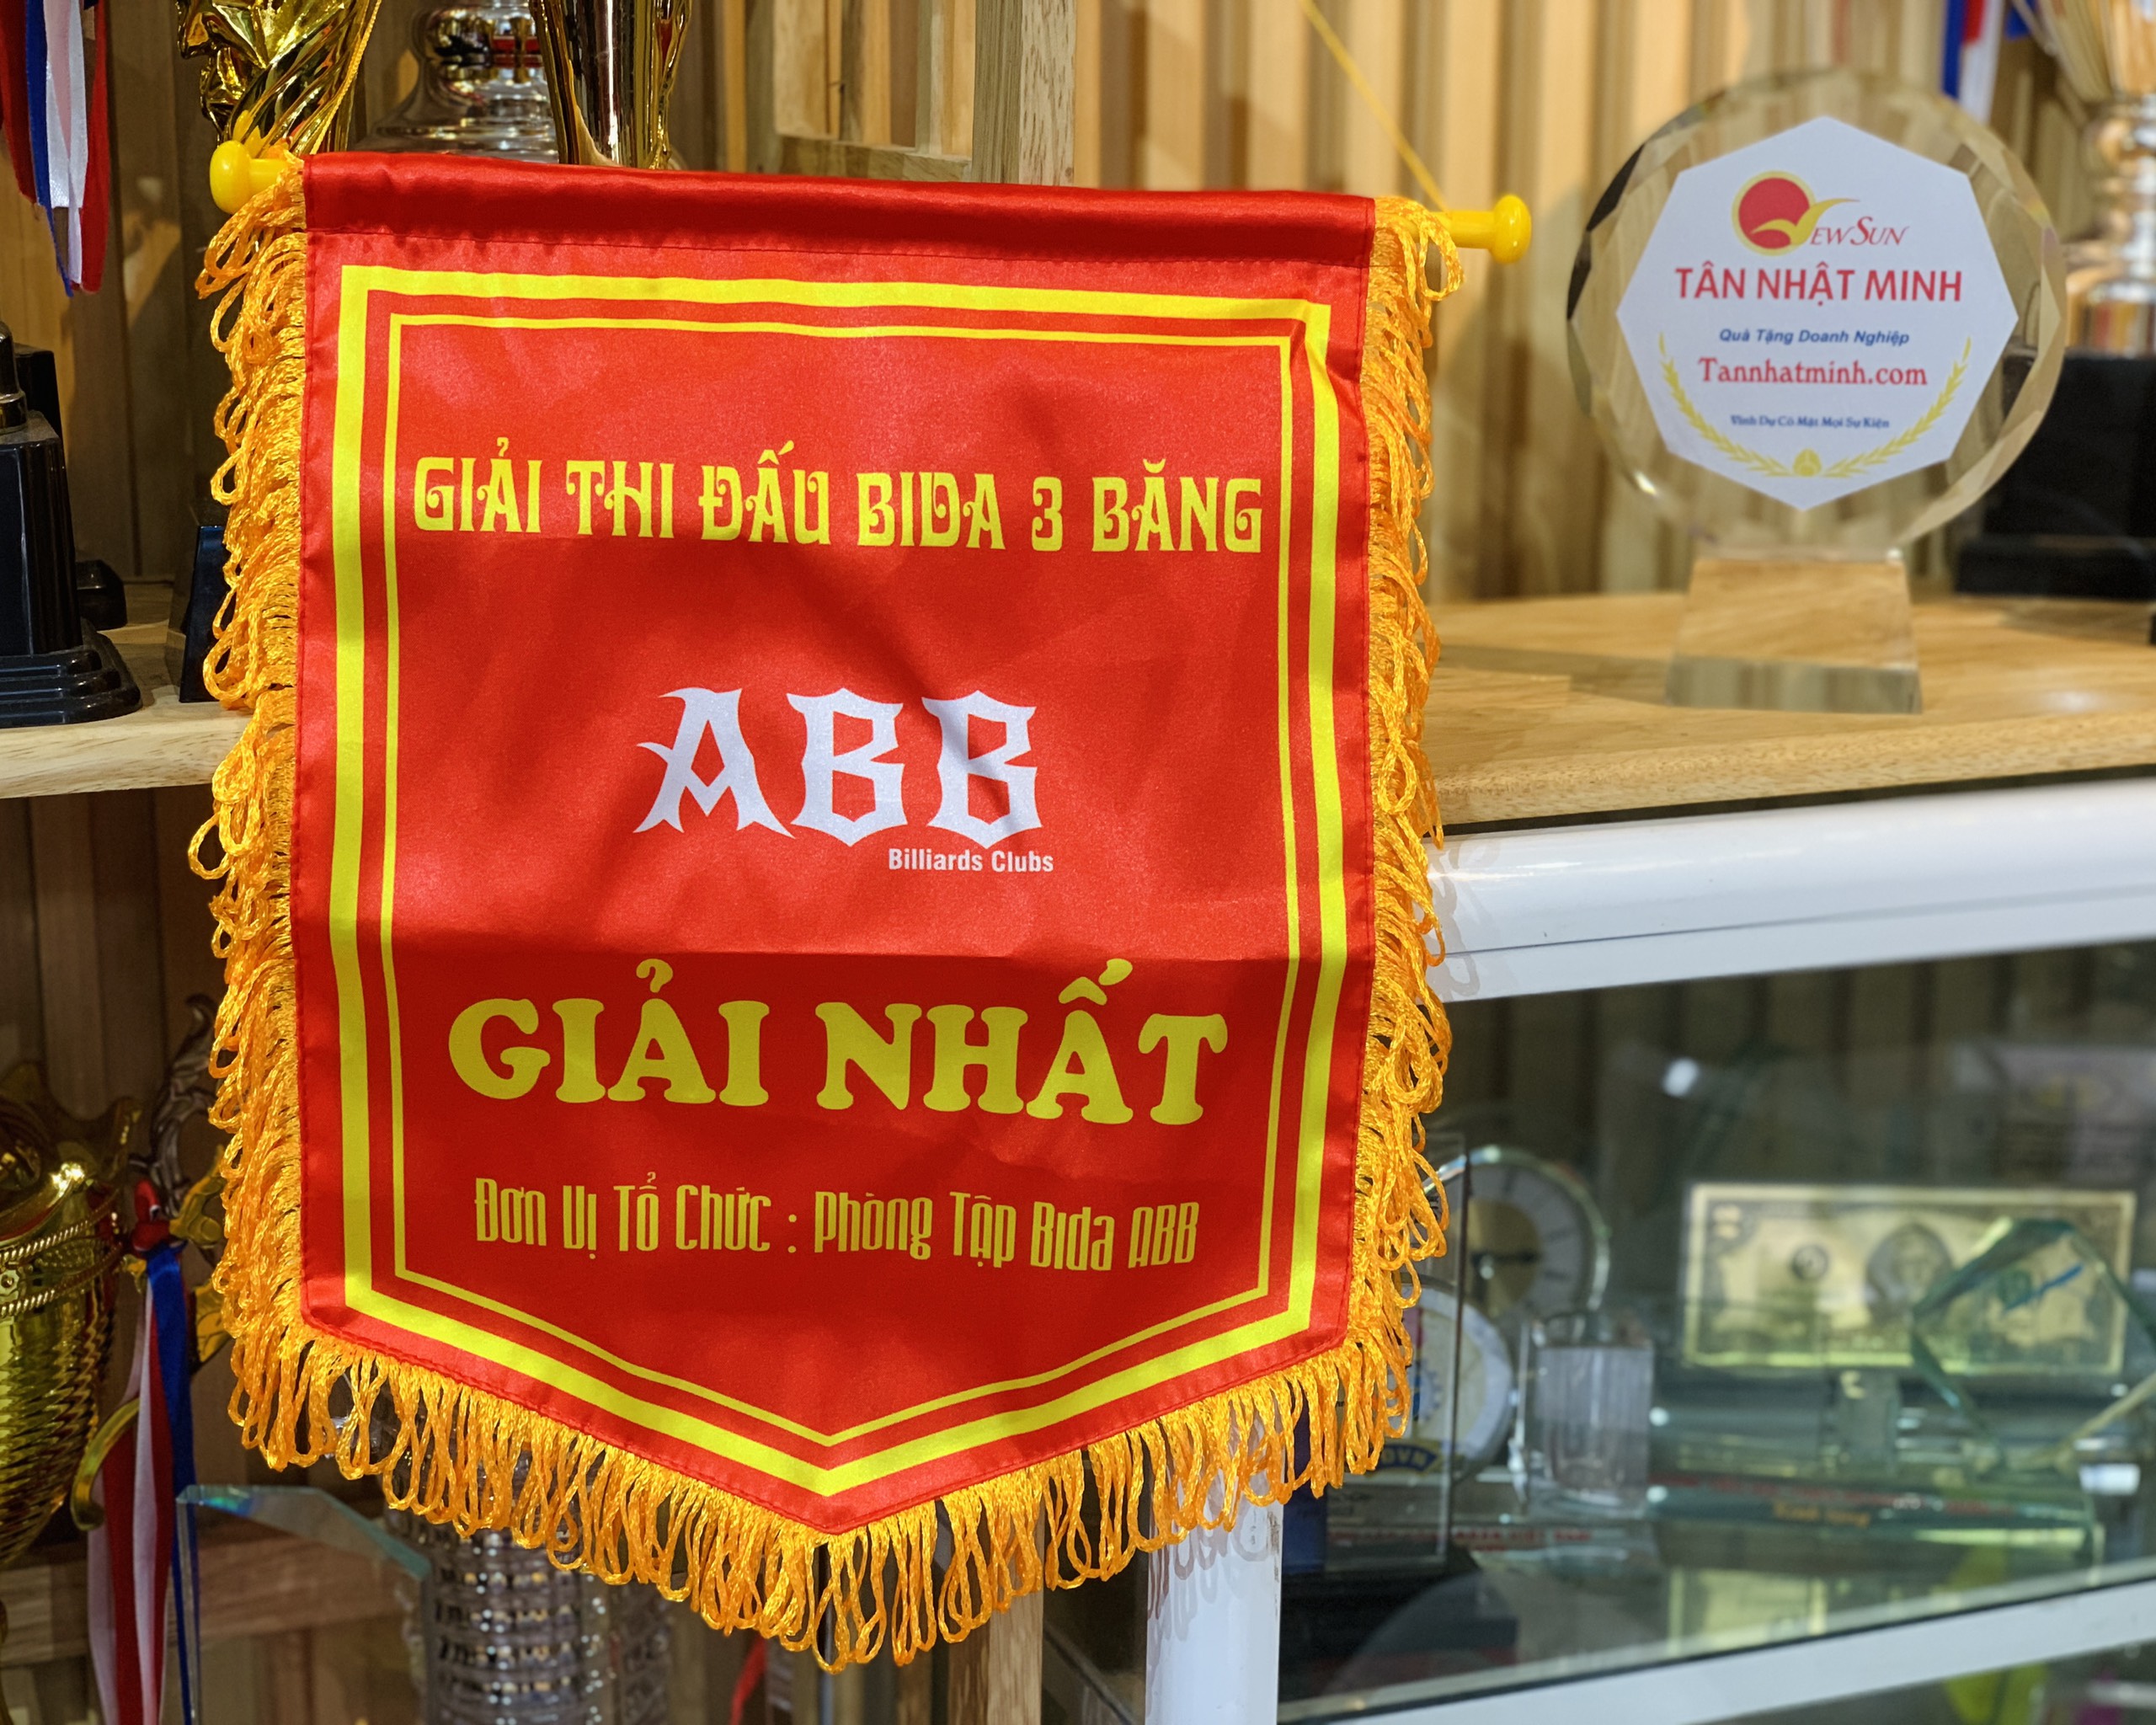 GIẢI THI ĐẤU BIDA 3 BĂNG
ABB
Billiards Clubs
GIẢI NHẤT
Đơn Vị Tổ Chức : Phòng Tập Bida ABB
NEWSUN
TÂN NHẬT MINH
Quà Tặng Doanh Nghiệp
Tannhatminh.com
Vinh Dự Có Mặt Mọi Sự Kiện